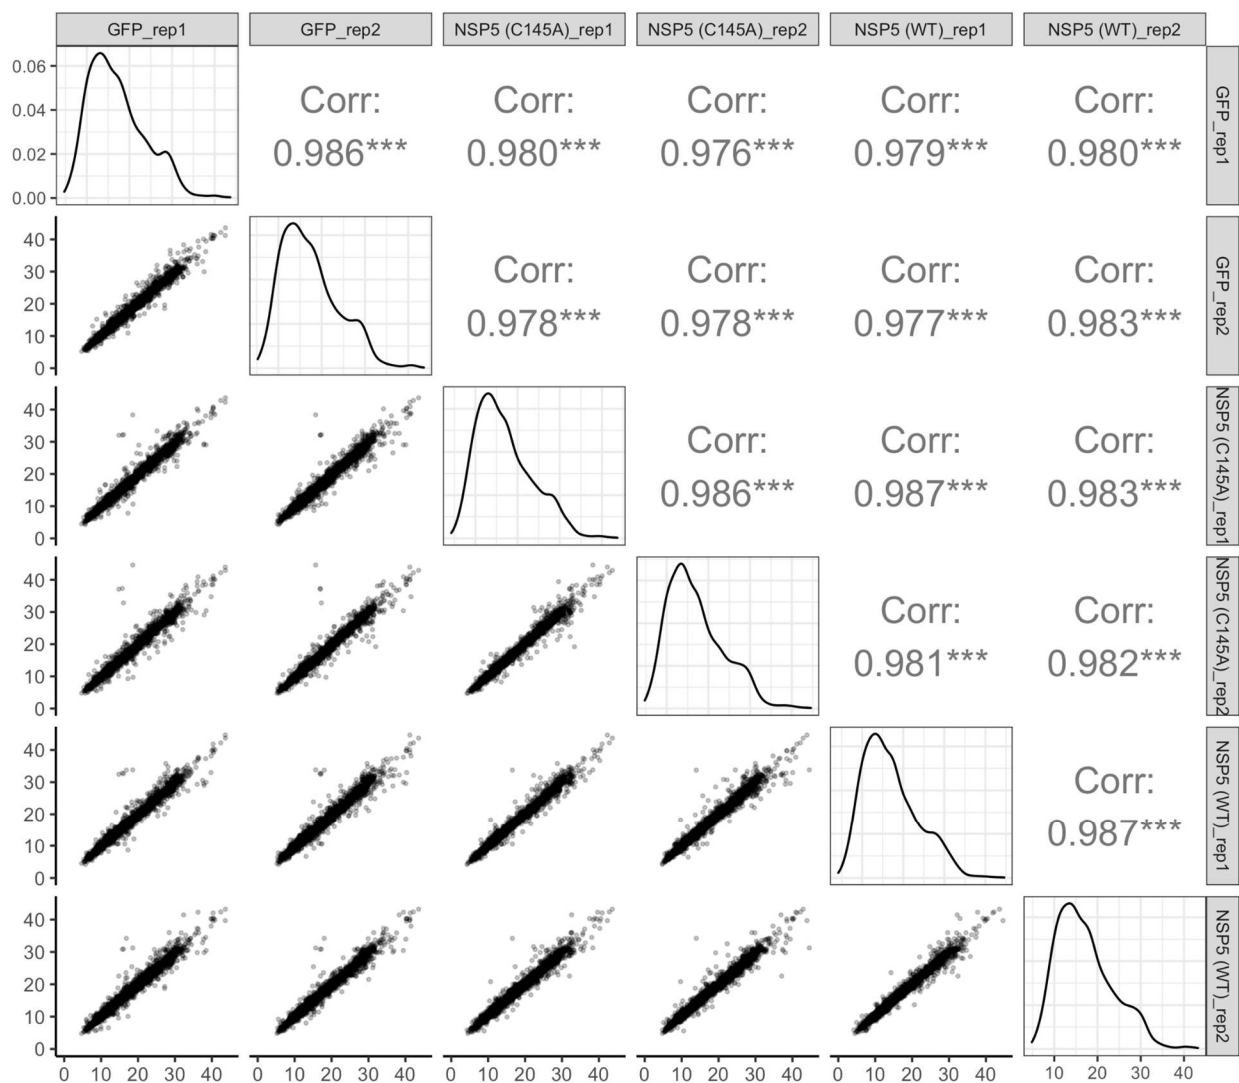 GFP_rep1 GFP_rep2 NSP5 (C145A)_rep1 NSP5 (C145A)_rep2 NSP5 (WT)_rep1 NSP5 (WT)_rep2
0.06
0.04
0.02
0.00
Corr: Corr: Corr: Corr: Corr:
0.986*** 0.980*** 0.976*** 0.979*** 0.980***
GFP_rep1
40
30
20
10
0
Corr: Corr: Corr: Corr:
0.978*** 0.978*** 0.977*** 0.983***
GFP_rep2
40
30
20
10
0
Corr: Corr: Corr:
0.986*** 0.987*** 0.983***
NSP5 (C145A)_rep1
40
30
20
10
0
Corr: Corr:
0.981*** 0.982***
NSP5 (C145A)_rep2
40
30
20
10
0
Corr:
0.987***
NSP5 (WT)_rep1
40
30
20
10
0
NSP5 (WT)_rep2
0 10 20 30 40 0 10 20 30 40 0 10 20 30 40 0 10 20 30 40 0 10 20 30 40 10 20 30 40